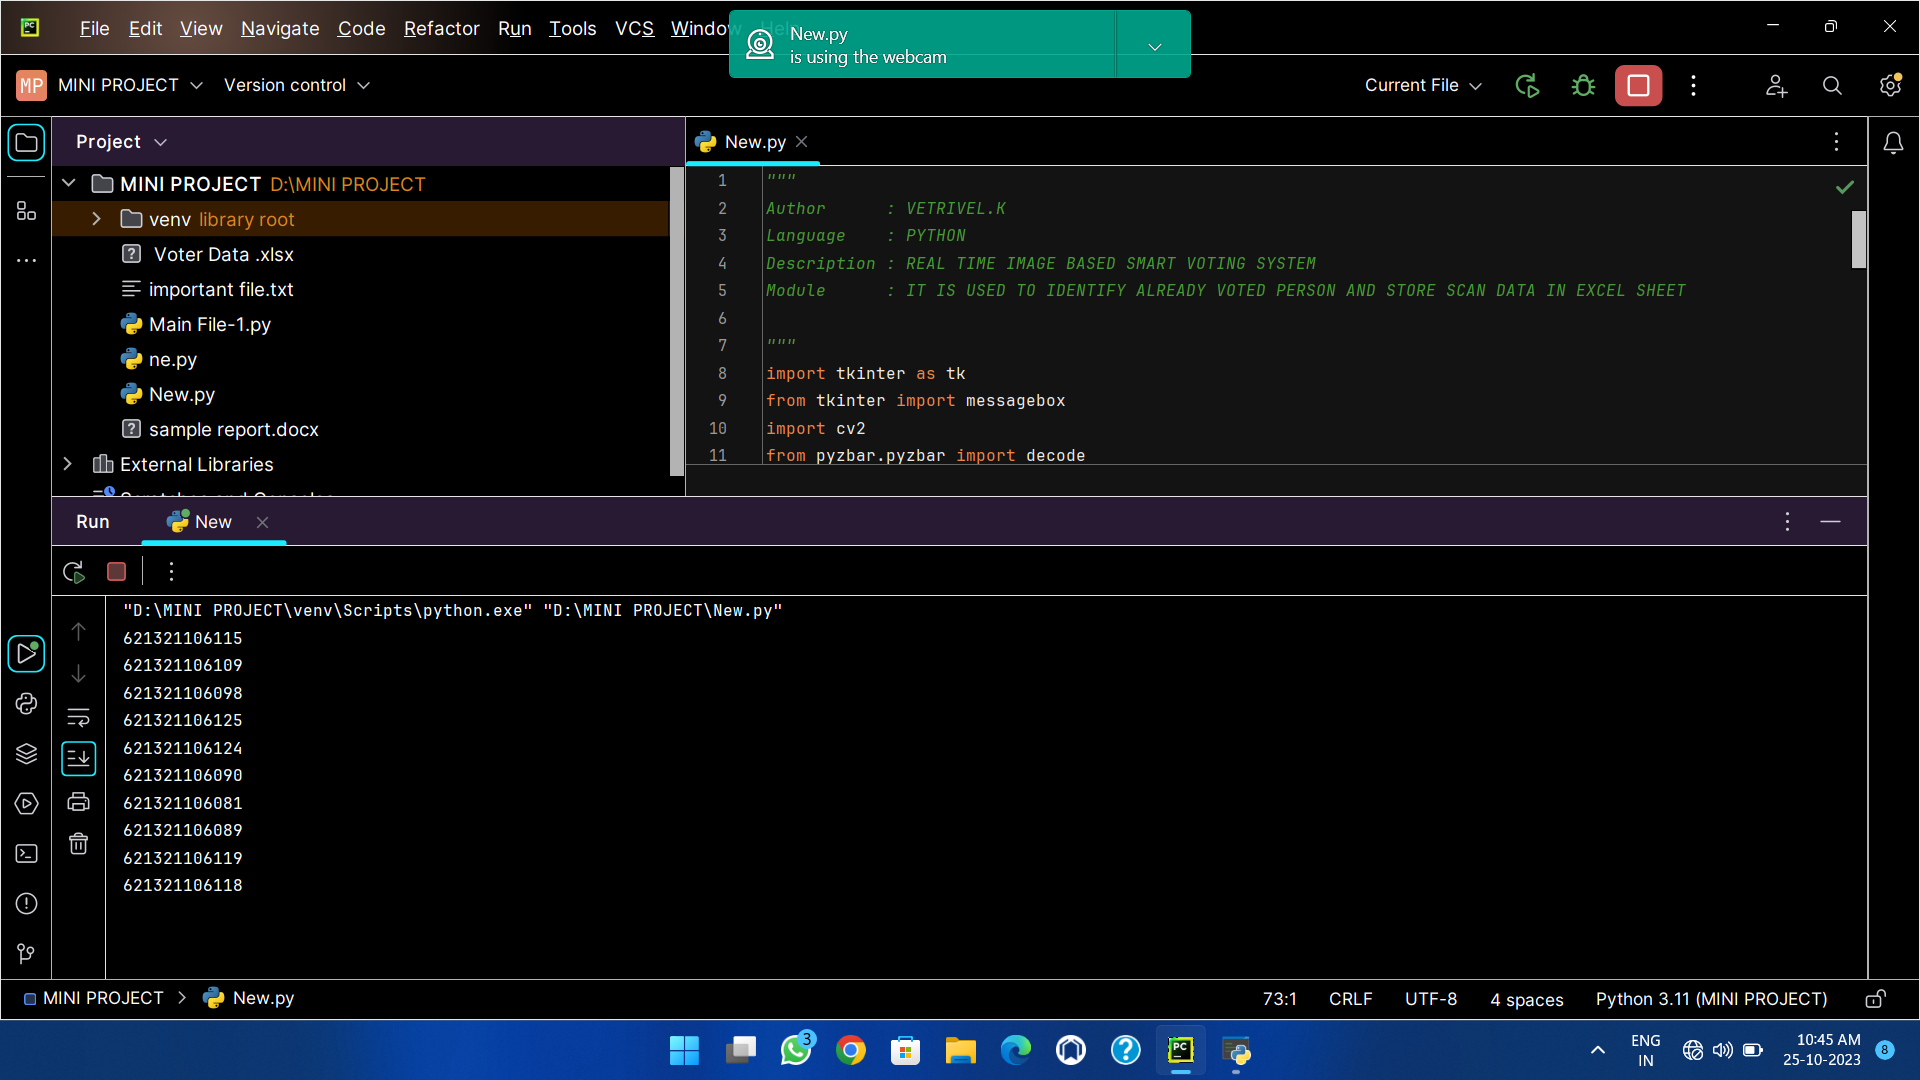 File Edit View Navigate Code Refactor Run Tools VCS Window
New.py
is using the webcam
MP MINI PROJECT Version control
Current File
Project
MINI PROJECT D:\MINI PROJECT
venv library root
Voter Data .xlsx
important file.txt
Main File-1.py
ne.py
New.py
sample report.docx
External Libraries
Scratches and Consoles
New.py
1 """
2 Author : VETRIVEL.K
3 Language : PYTHON
4 Description : REAL TIME IMAGE BASED SMART VOTING SYSTEM
5 Module : IT IS USED TO IDENTIFY ALREADY VOTED PERSON AND STORE SCAN DATA IN EXCEL SHEET
6
7 """
8 import tkinter as tk
9 from tkinter import messagebox
10 import cv2
11 from pyzbar.pyzbar import decode
Run New
"D:\MINI PROJECT\venv\Scripts\python.exe" "D:\MINI PROJECT\New.py"
621321106115
621321106109
621321106098
621321106125
621321106124
621321106090
621321106081
621321106089
621321106119
621321106118
MINI PROJECT > New.py
73:1 CRLF UTF-8 4 spaces Python 3.11 (MINI PROJECT)
3
PC
ENG
IN
10:45 AM
25-10-2023
8